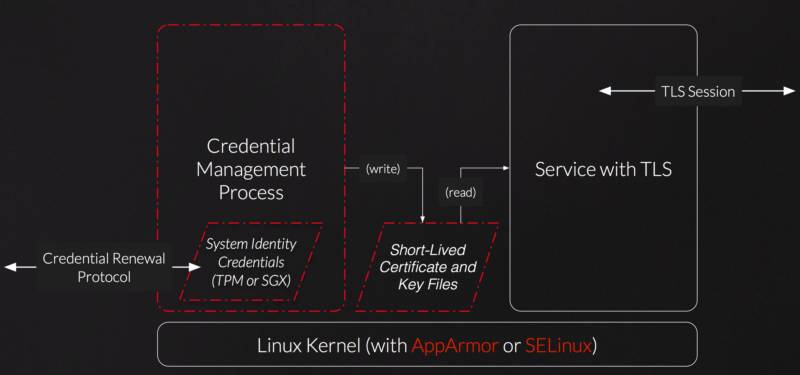 Credential
Management
Process
(write)
(read)
Service with TLS
TLS Session
Credential Renewal
Protocol
System Identity
Credentials
(TPM or SGX)
Short-Lived
Certificate and
Key Files
Linux Kernel (with AppArmor or SELinux)